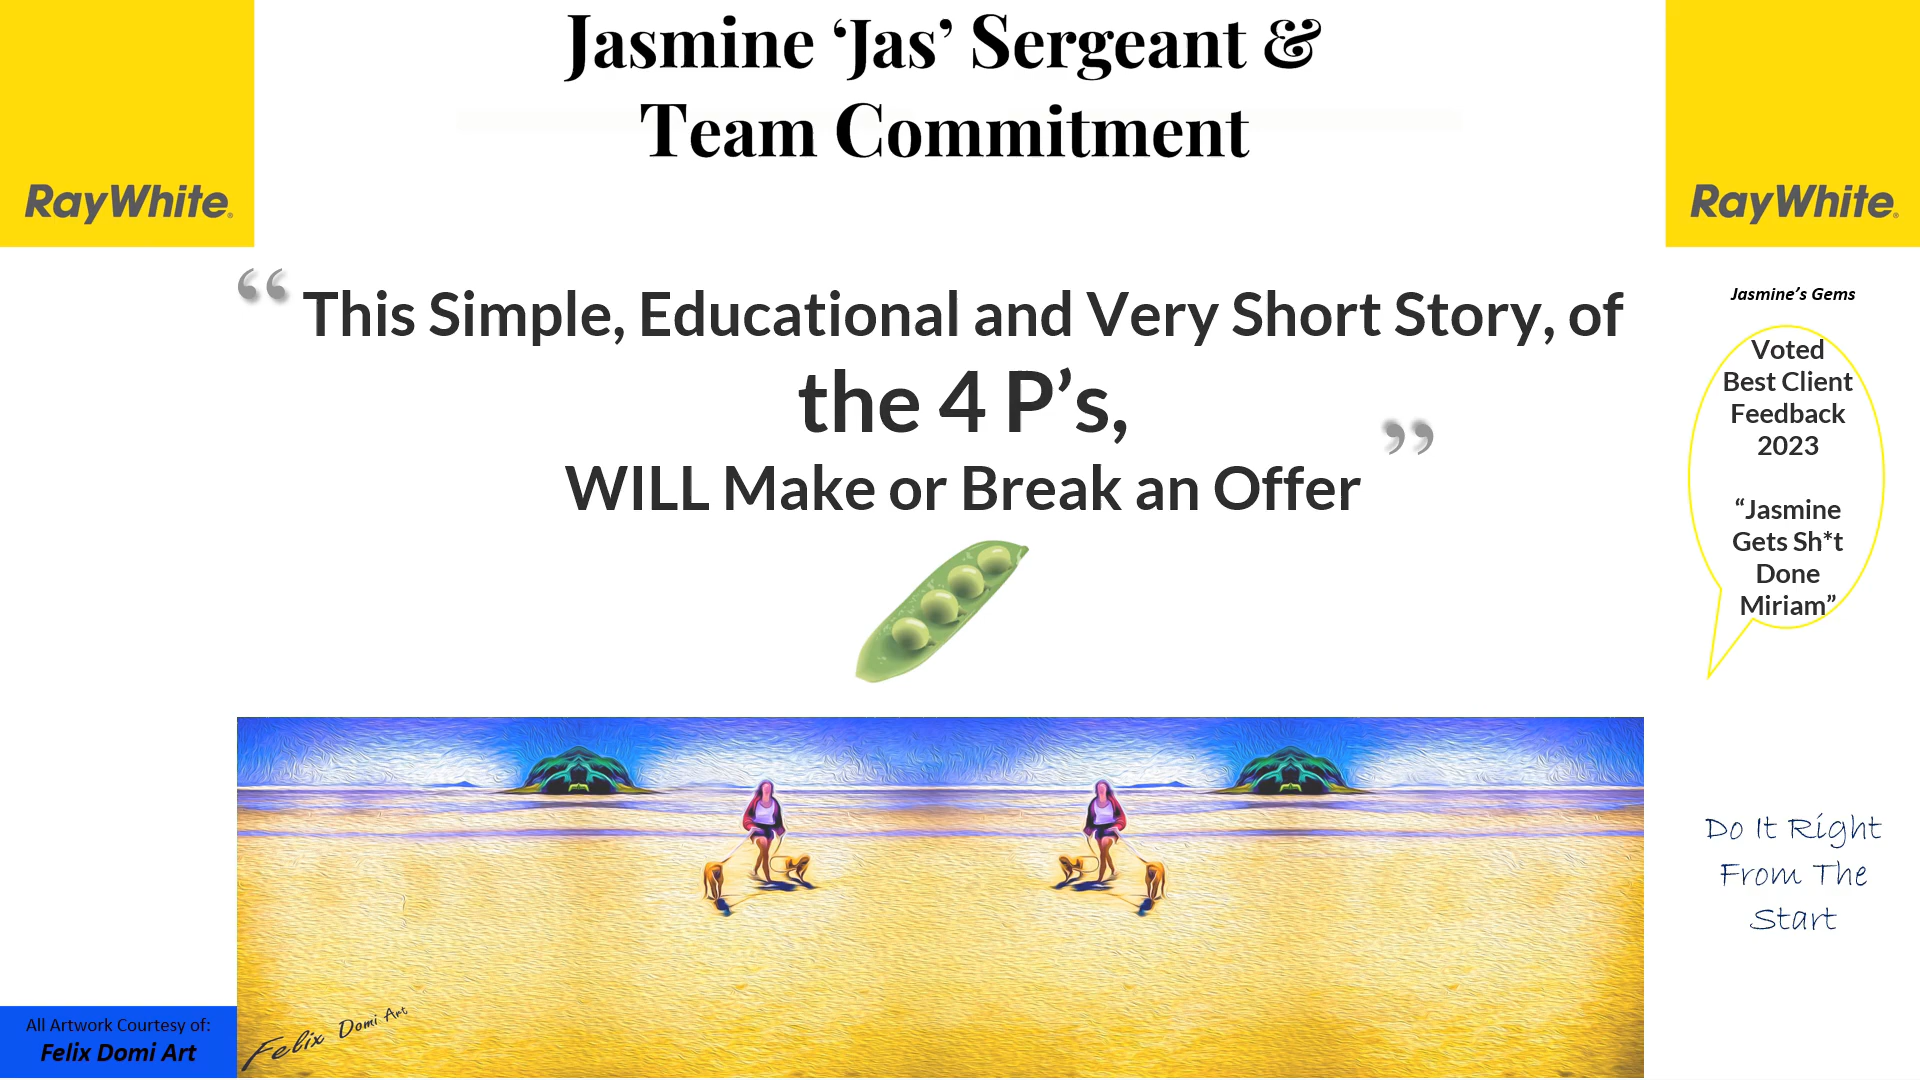 Jasmine ‘Jas’ Sergeant &
Team Commitment
RayWhite®
RayWhite®
“ This Simple, Educational and Very Short Story, of
the 4 P’s,
WILL Make or Break an Offer ”
Jasmine’s Gems
Voted
Best Client
Feedback
2023
“Jasmine
Gets Sh*t
Done
Miriam”
Do It Right
From The
Start
Felix Domi Art
All Artwork Courtesy of:
Felix Domi Art